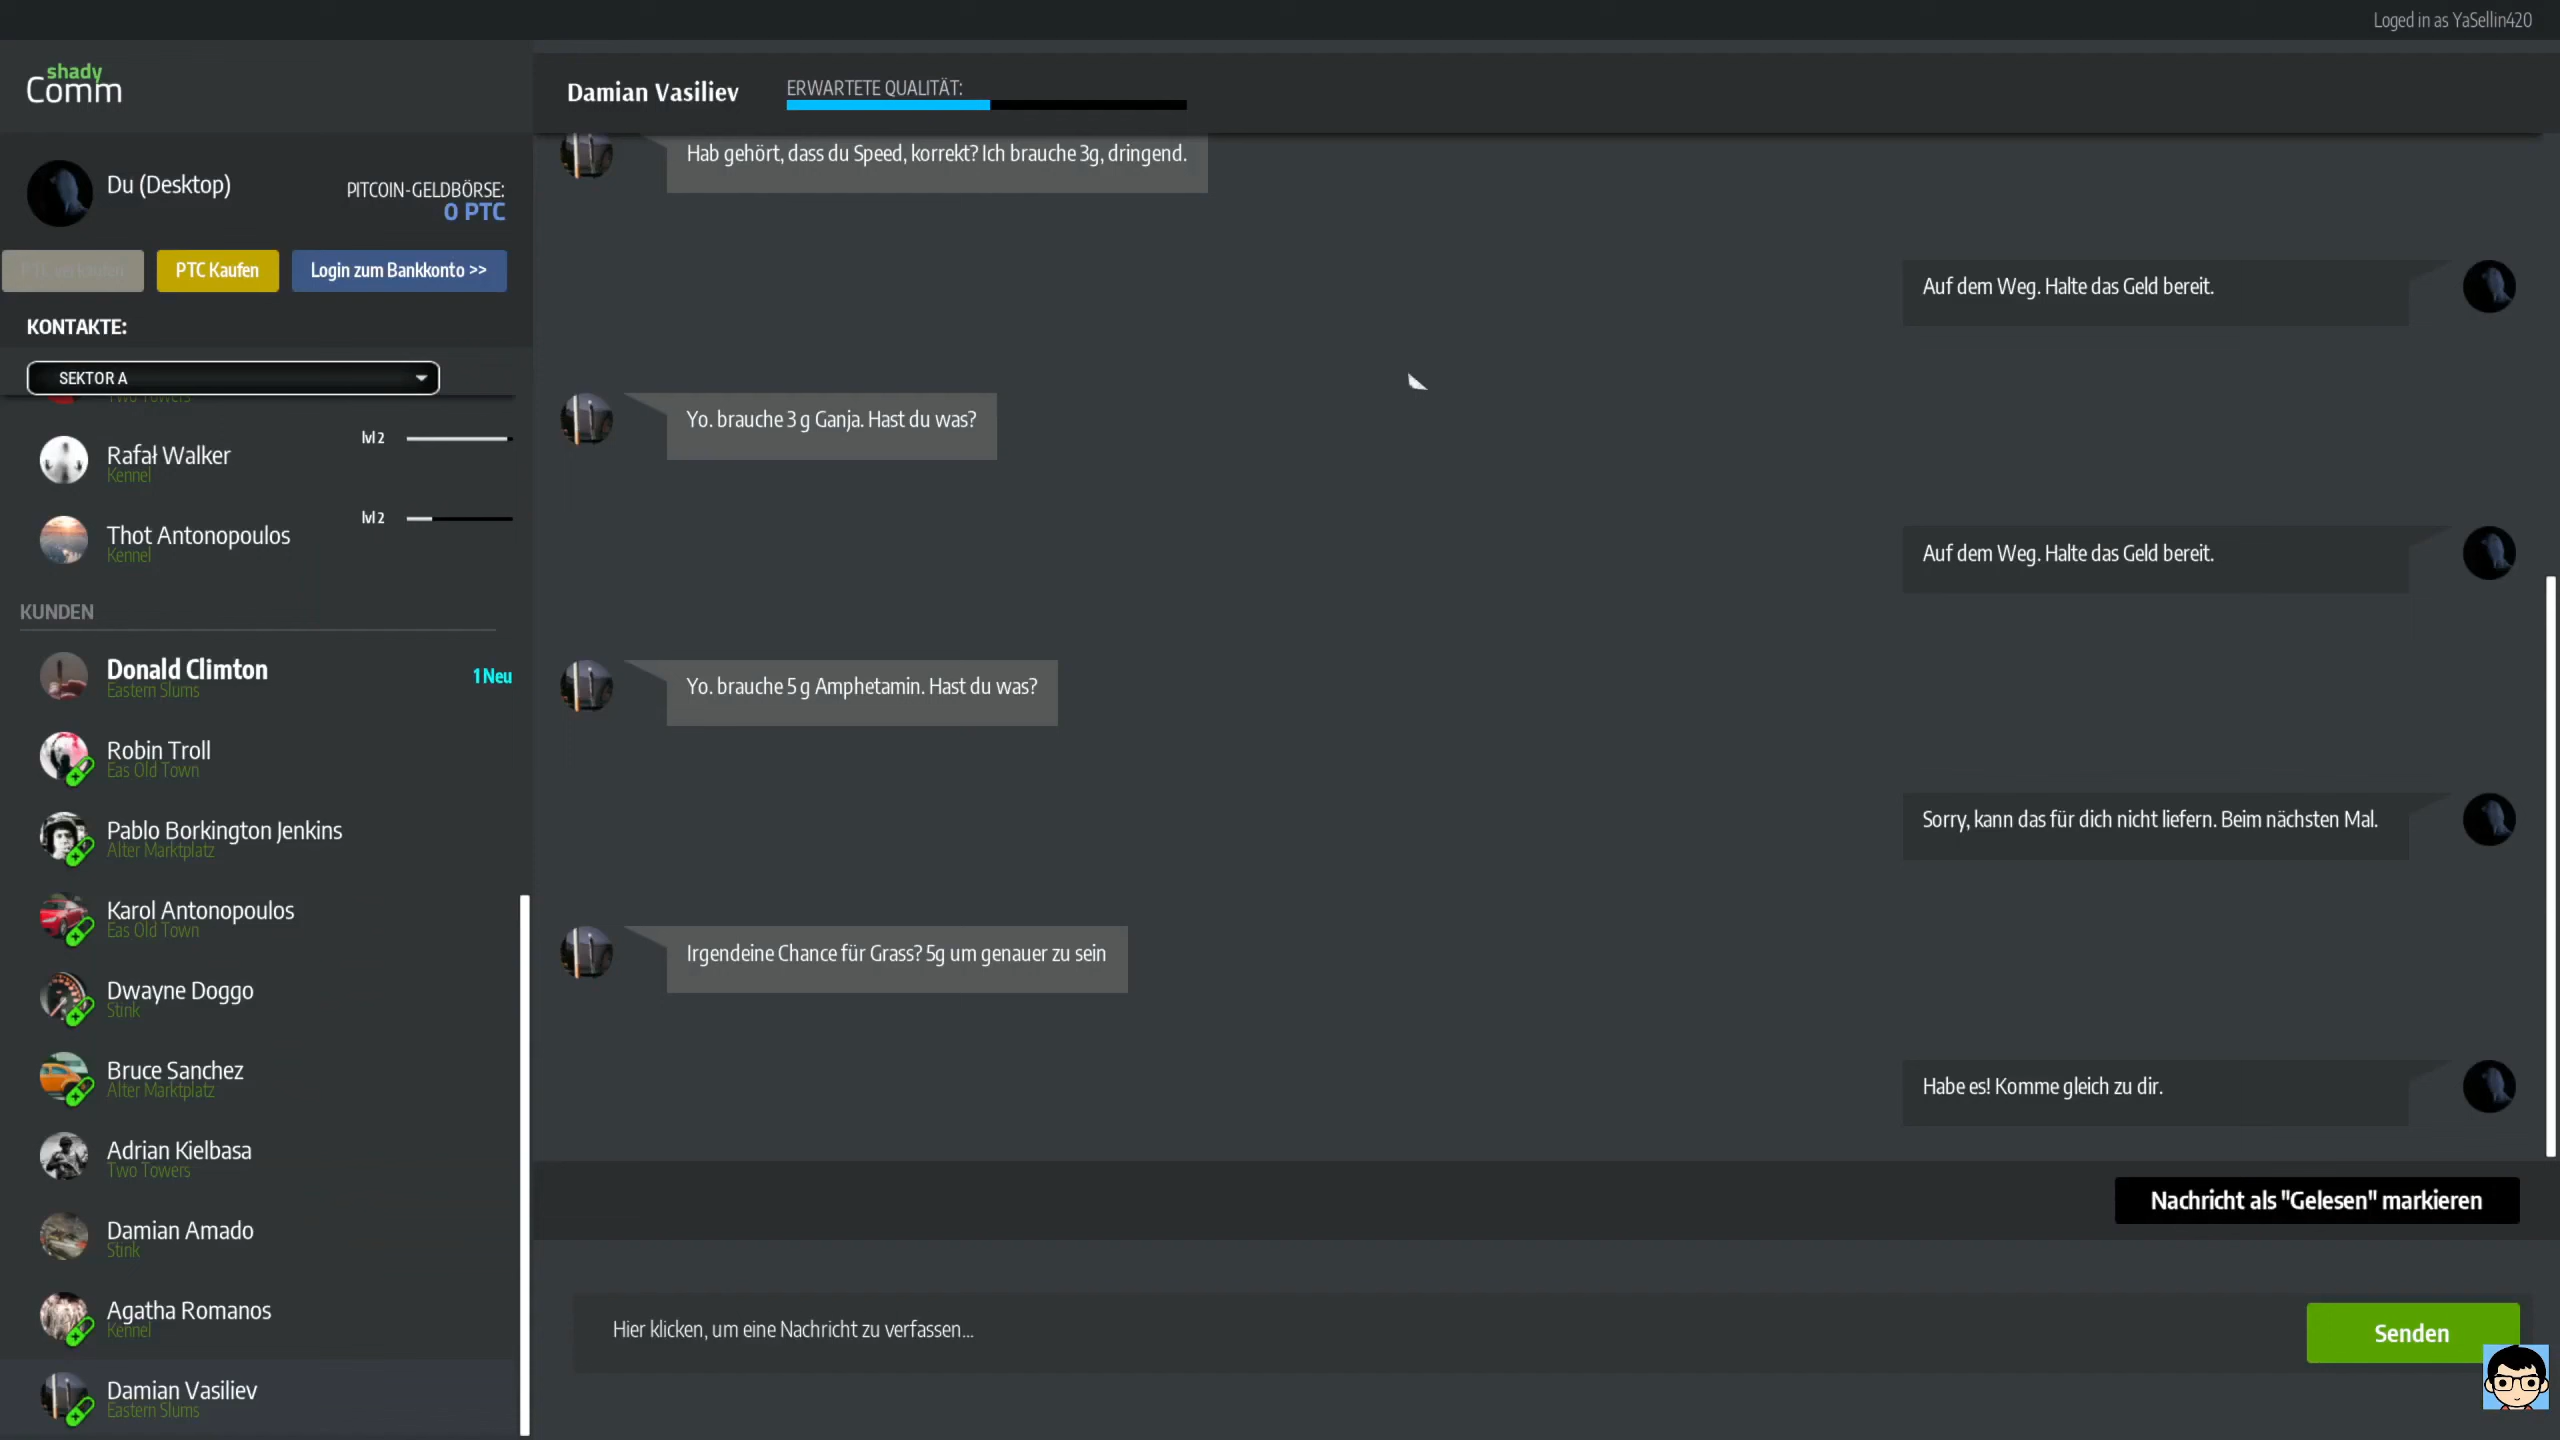 Loged in as YaSellin420
shady
Comm
Du (Desktop)
PITCOIN-GELDBÖRSE:
0 PTC
PTC verkaufen
PTC Kaufen
Login zum Bankkonto >>
KONTAKTE:
SEKTOR A
Two Towers
Rafał Walker
lvl 2
Kennel
Thot Antonopoulos
lvl 2
Kennel
KUNDEN
Donald Climton
1 Neu
Eastern Slums
Robin Troll
Eas Old Town
Pablo Borkington Jenkins
Alter Marktplatz
Karol Antonopoulos
Eas Old Town
Dwayne Doggo
Stink
Bruce Sanchez
Alter Marktplatz
Adrian Kielbasa
Two Towers
Damian Amado
Stink
Agatha Romanos
Kennel
Damian Vasiliev
Eastern Slums
Damian Vasiliev
ERWARTETE QUALITÄT:
Hab gehört, dass du Speed, korrekt? Ich brauche 3g, dringend.
Auf dem Weg. Halte das Geld bereit.
Yo. brauche 3 g Ganja. Hast du was?
Auf dem Weg. Halte das Geld bereit.
Yo. brauche 5 g Amphetamin. Hast du was?
Sorry, kann das für dich nicht liefern. Beim nächsten Mal.
Irgendeine Chance für Grass? 5g um genauer zu sein
Habe es! Komme gleich zu dir.
Nachricht als "Gelesen" markieren
Hier klicken, um eine Nachricht zu verfassen...
Senden